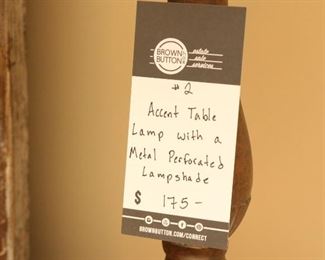 BROWN
BUTTON
estate
sale
services
#2
Accent Table
Lamp with a
Metal Perforated
Lampshade
$ 175-
BROWNBUTTON.COM/CONNECT